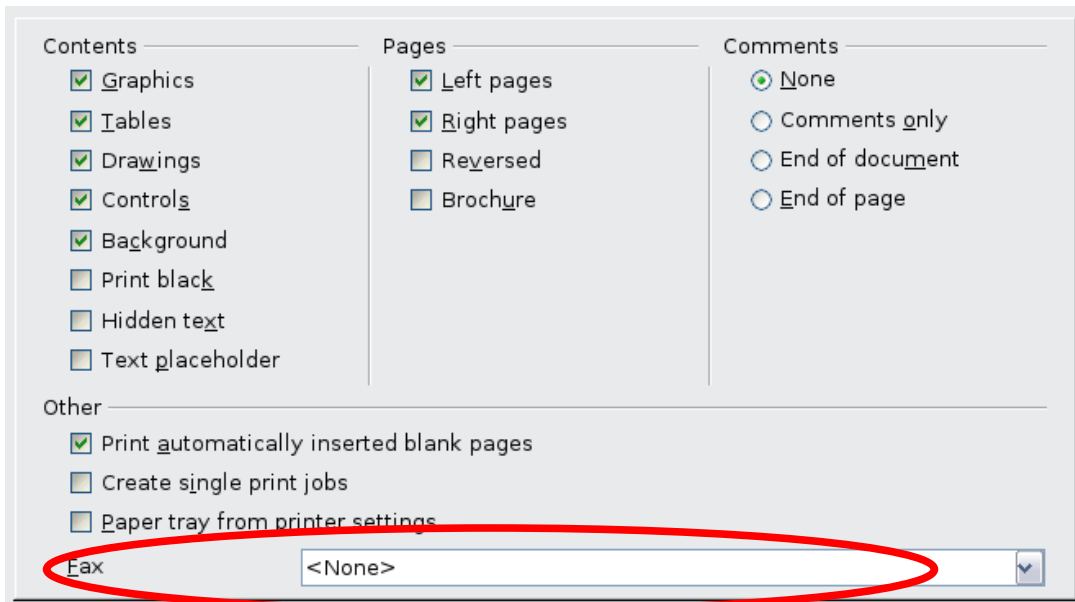 Contents
Graphics
Tables
Drawings
Controls
Background
Print black
Hidden text
Text placeholder
Pages
Left pages
Right pages
Reversed
Brochure
Comments
None
Comments only
End of document
End of page
Other
Print automatically inserted blank pages
Create single print jobs
Paper tray from printer settings
Fax <None>